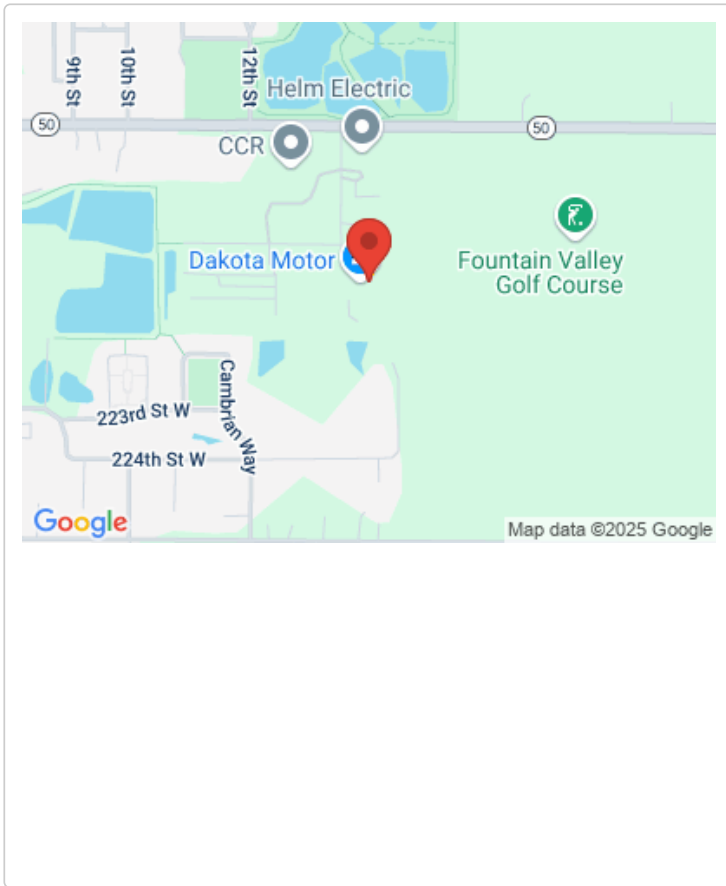 9th St
10th St
12th St
Helm Electric
50
50
CCR
Dakota Motor
Fountain Valley
Golf Course
Cambrian Way
223rd St W
224th St W
Google
Map data ©2025 Google